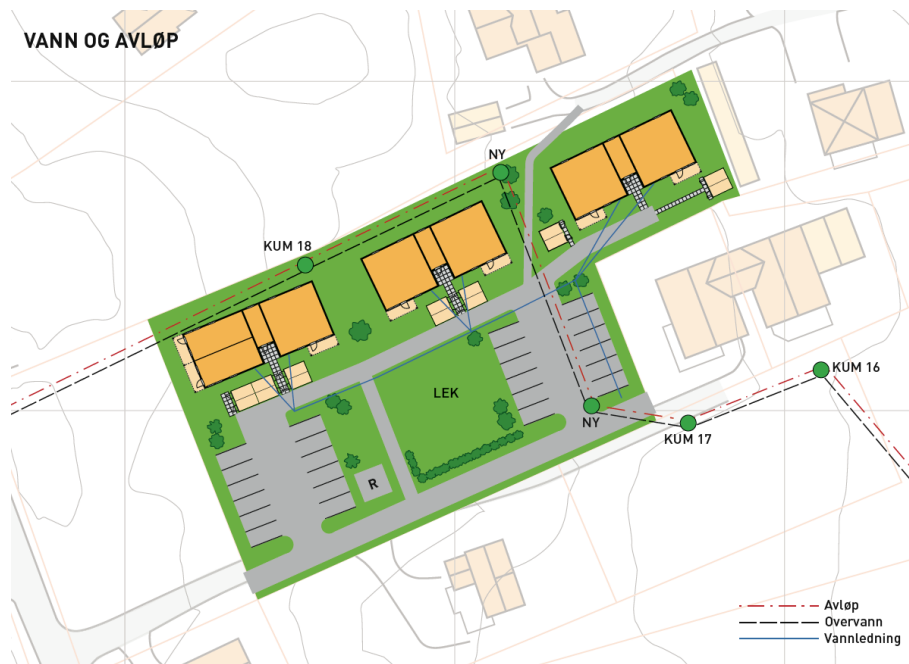 VANN OG AVLØP
NY
KUM 18
KUM 16
LEK
NY
KUM 17
R
Avløp
Overvann
Vannledning